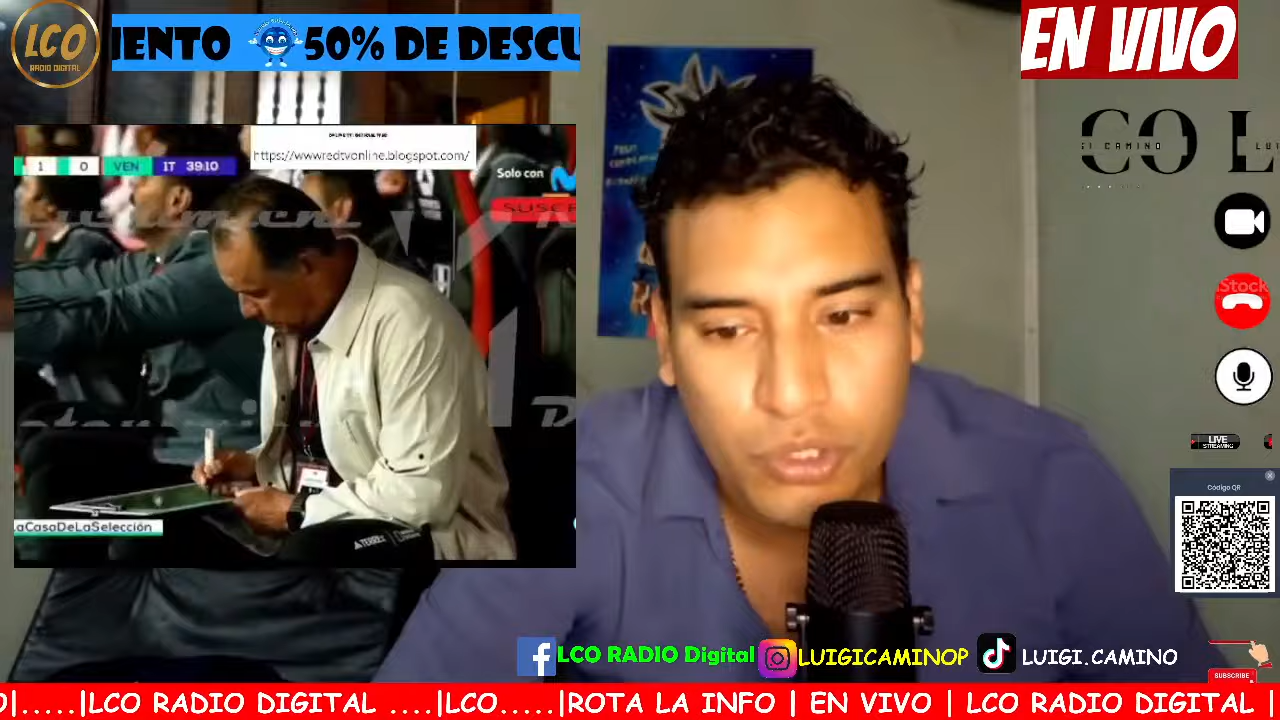 LCO
RADIO DIGITAL
IENTO 50% DE DESCU
EN VIVO
CO L
EL CAMINO
https://wwwredtvonline.blogspot.com/
1 0 VEN 1T 39:10
Solo con
SUSCR
Stock
LIVE
STREAMING
Código QR
LaCasaDeLaSelección
TERREX
LCO RADIO Digital
LUIGICAMINOP
LUIGI.CAMINO
SUBSCRIBE
O|.....|LCO RADIO DIGITAL ....|LCO.....|ROTA LA INFO | EN VIVO | LCO RADIO DIGITAL |